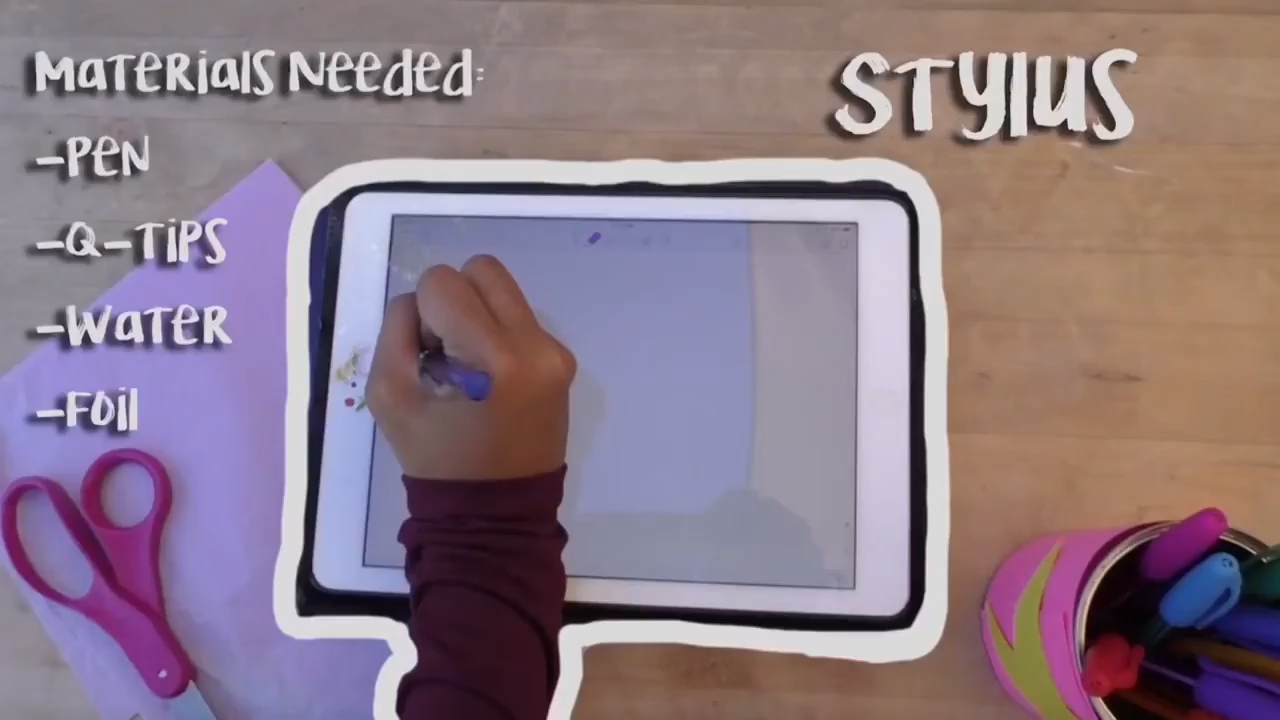 Materials Needed:
STYLUS
-Pen
-Q-Tips
-Water
-Foil